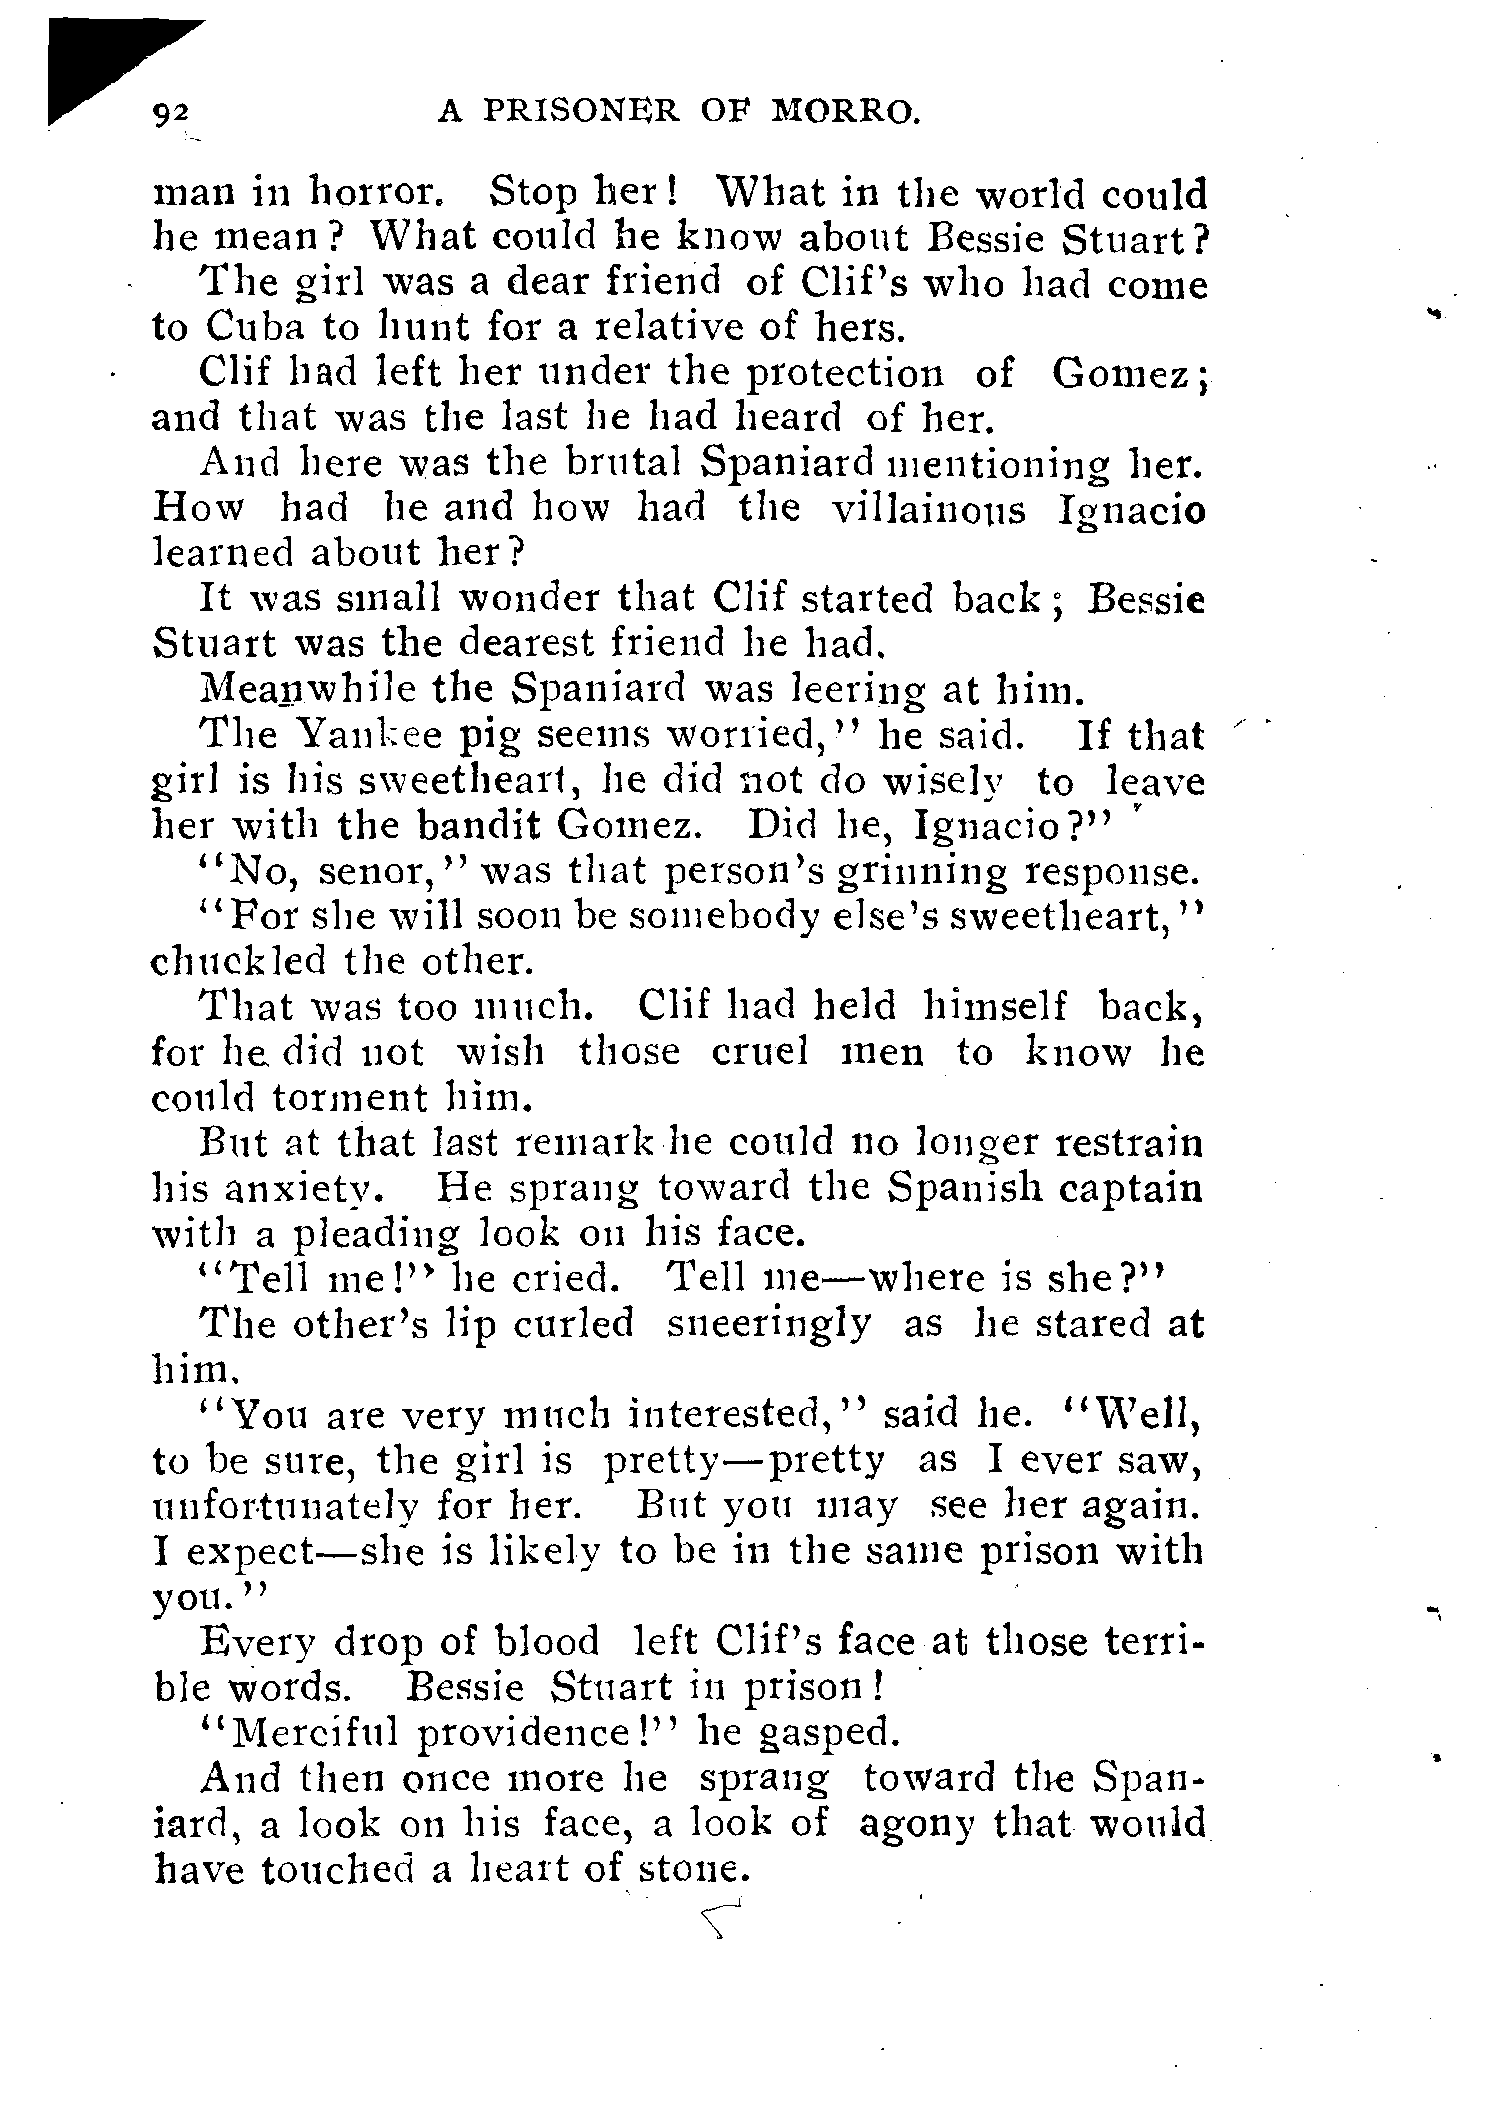 92 A PRISONER OF MORRO.
man in horror. Stop her! What in the world could
he mean? What could he know about Bessie Stuart?
The girl was a dear friend of Clif's who had come
to Cuba to hunt for a relative of hers.
Clif had left her under the protection of Gomez;
and that was the last he had heard of her.
And here was the brutal Spaniard mentioning her.
How had he and how had the villainous Ignacio
learned about her?
It was small wonder that Clif started back; Bessie
Stuart was the dearest friend he had.
Meanwhile the Spaniard was leering at him.
The Yankee pig seems worried," he said. If that
girl is his sweetheart, he did not do wisely to leave
her with the bandit Gomez. Did he, Ignacio?"
"No, senor," was that person's grinning response.
"For she will soon be somebody else's sweetheart,"
chuckled the other.
That was too much. Clif had held himself back,
for he did not wish those cruel men to know he
could torment him.
But at that last remark he could no longer restrain
his anxiety. He sprang toward the Spanish captain
with a pleading look on his face.
"Tell me!" he cried. Tell me—where is she?"
The other's lip curled sneeringly as he stared at
him.
"You are very much interested," said he. "Well,
to be sure, the girl is pretty—pretty as I ever saw,
unfortunately for her. But you may see her again.
I expect—she is likely to be in the same prison with
you."
Every drop of blood left Clif's face at those terri-
ble words. Bessie Stuart in prison!
"Merciful providence!" he gasped.
And then once more he sprang toward the Span-
iard, a look on his face, a look of agony that would
have touched a heart of stone.